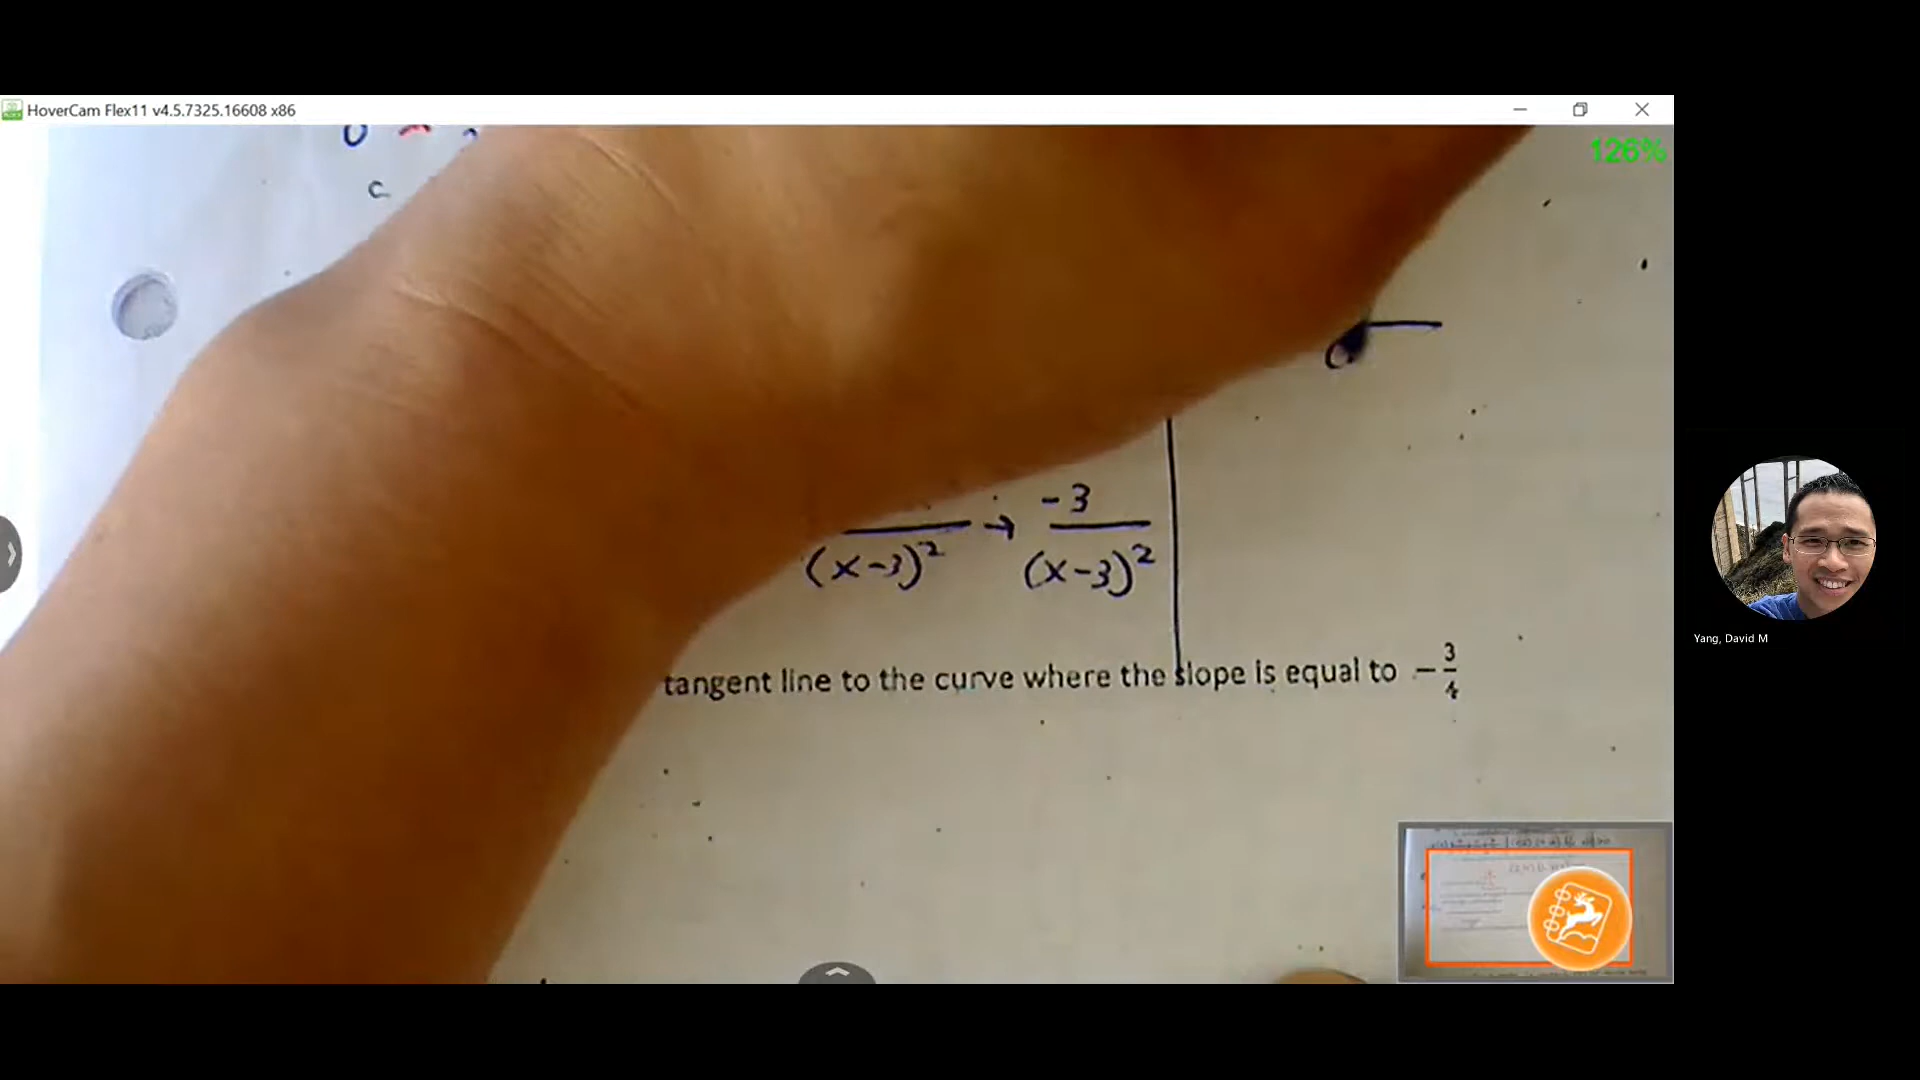 HoverCam Flex11 v4.5.7325.16608 x86
126%
→ -3
(x-3)² (x-3)²
tangent line to the curve where the slope is equal to -3/4
Yang, David M